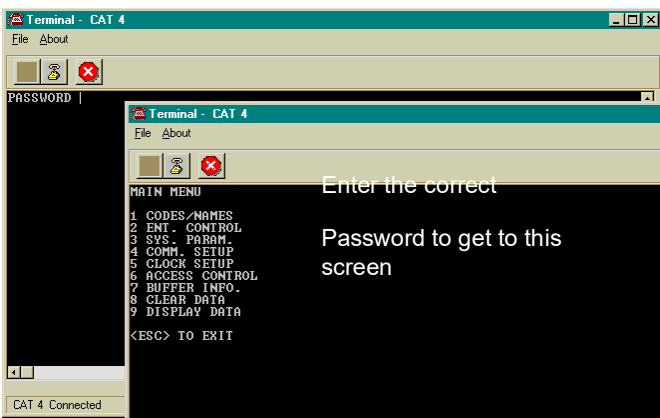 Terminal - CAT 4
File About
PASSWORD
Terminal - CAT 4
File About
MAIN MENU
1 CODES/NAMES
2 ENT. CONTROL
3 SYS. PARAM.
4 COMM. SETUP
5 CLOCK SETUP
6 ACCESS CONTROL
7 BUFFER INFO.
8 CLEAR DATA
9 DISPLAY DATA
<ESC> TO EXIT
Enter the correct
Password to get to this
screen
CAT 4 Connected